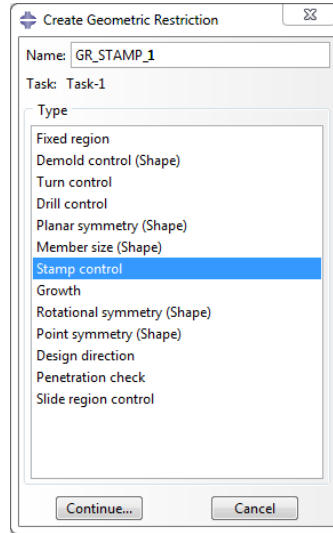 Create Geometric Restriction
Name: GR_STAMP_1
Task: Task-1
Type
Fixed region
Demold control (Shape)
Turn control
Drill control
Planar symmetry (Shape)
Member size (Shape)
Stamp control
Growth
Rotational symmetry (Shape)
Point symmetry (Shape)
Design direction
Penetration check
Slide region control
Continue... Cancel